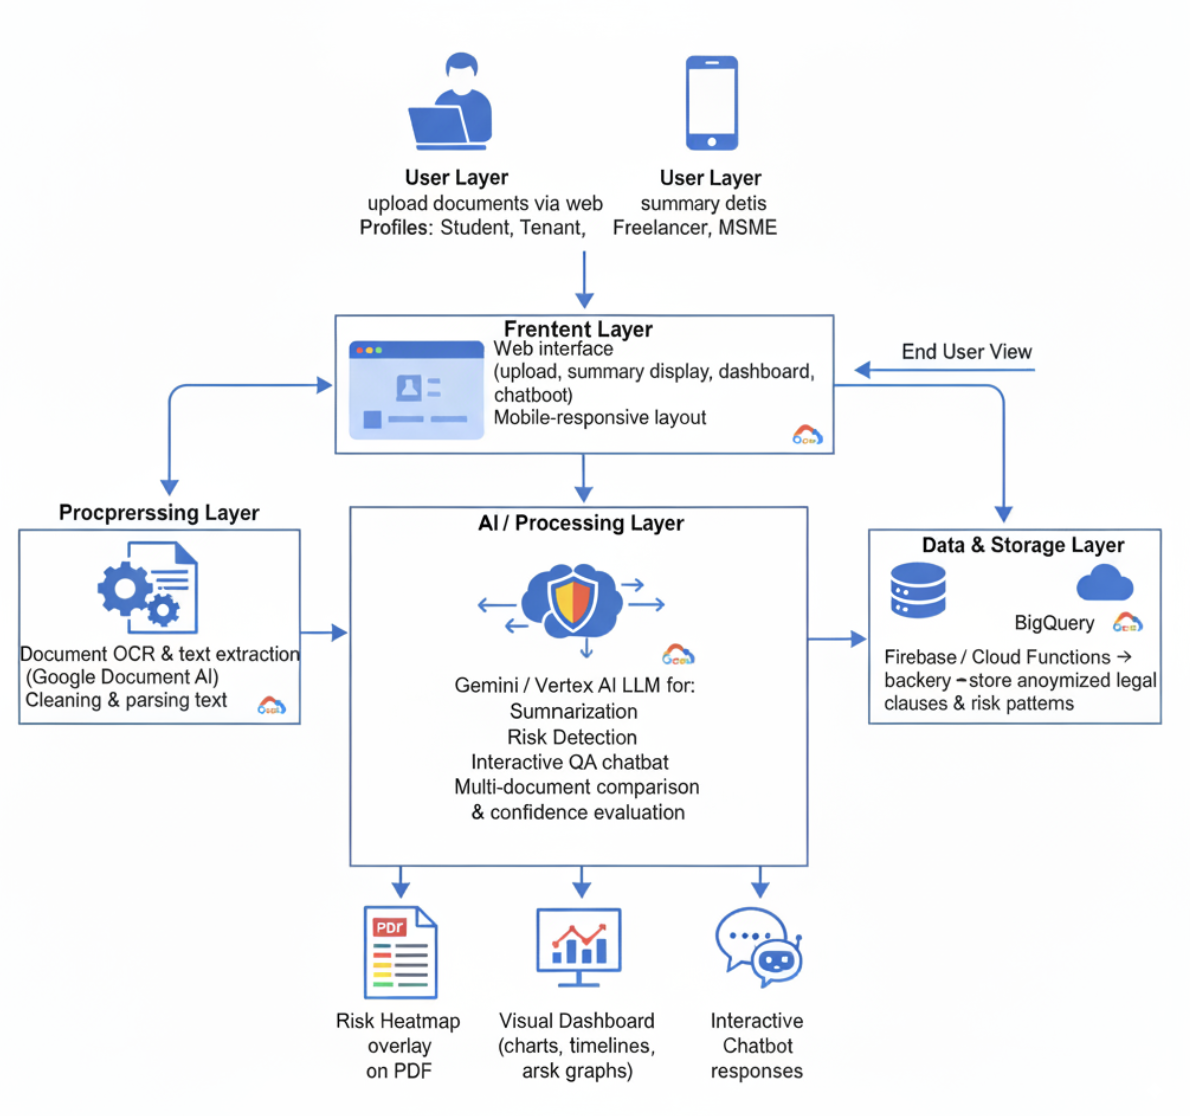 User Layer
upload documents via web
Profiles: Student, Tenant,
User Layer
summary detis
Freelancer, MSME
Frentent Layer
Web interface
(upload, summary display, dashboard,
chatboot)
Mobile-responsive layout
End User View
Procprerssing Layer
Document OCR & text extraction
(Google Document AI)
Cleaning & parsing text
AI / Processing Layer
Gemini / Vertex AI LLM for:
Sumnarization
Risk Detection
Interactive QA chatbat
Multi-document comparison
& confidence evaluation
Data & Storage Layer
BigQuery
Firebase / Cloud Functions →
backery →store anoymized legal
clauses & risk patterns
PDr
Risk Heatmap
overlay
on PDF
Visual Dashboard
(charts, timelines,
arsk graphs)
Interactive
Chatbot
responses